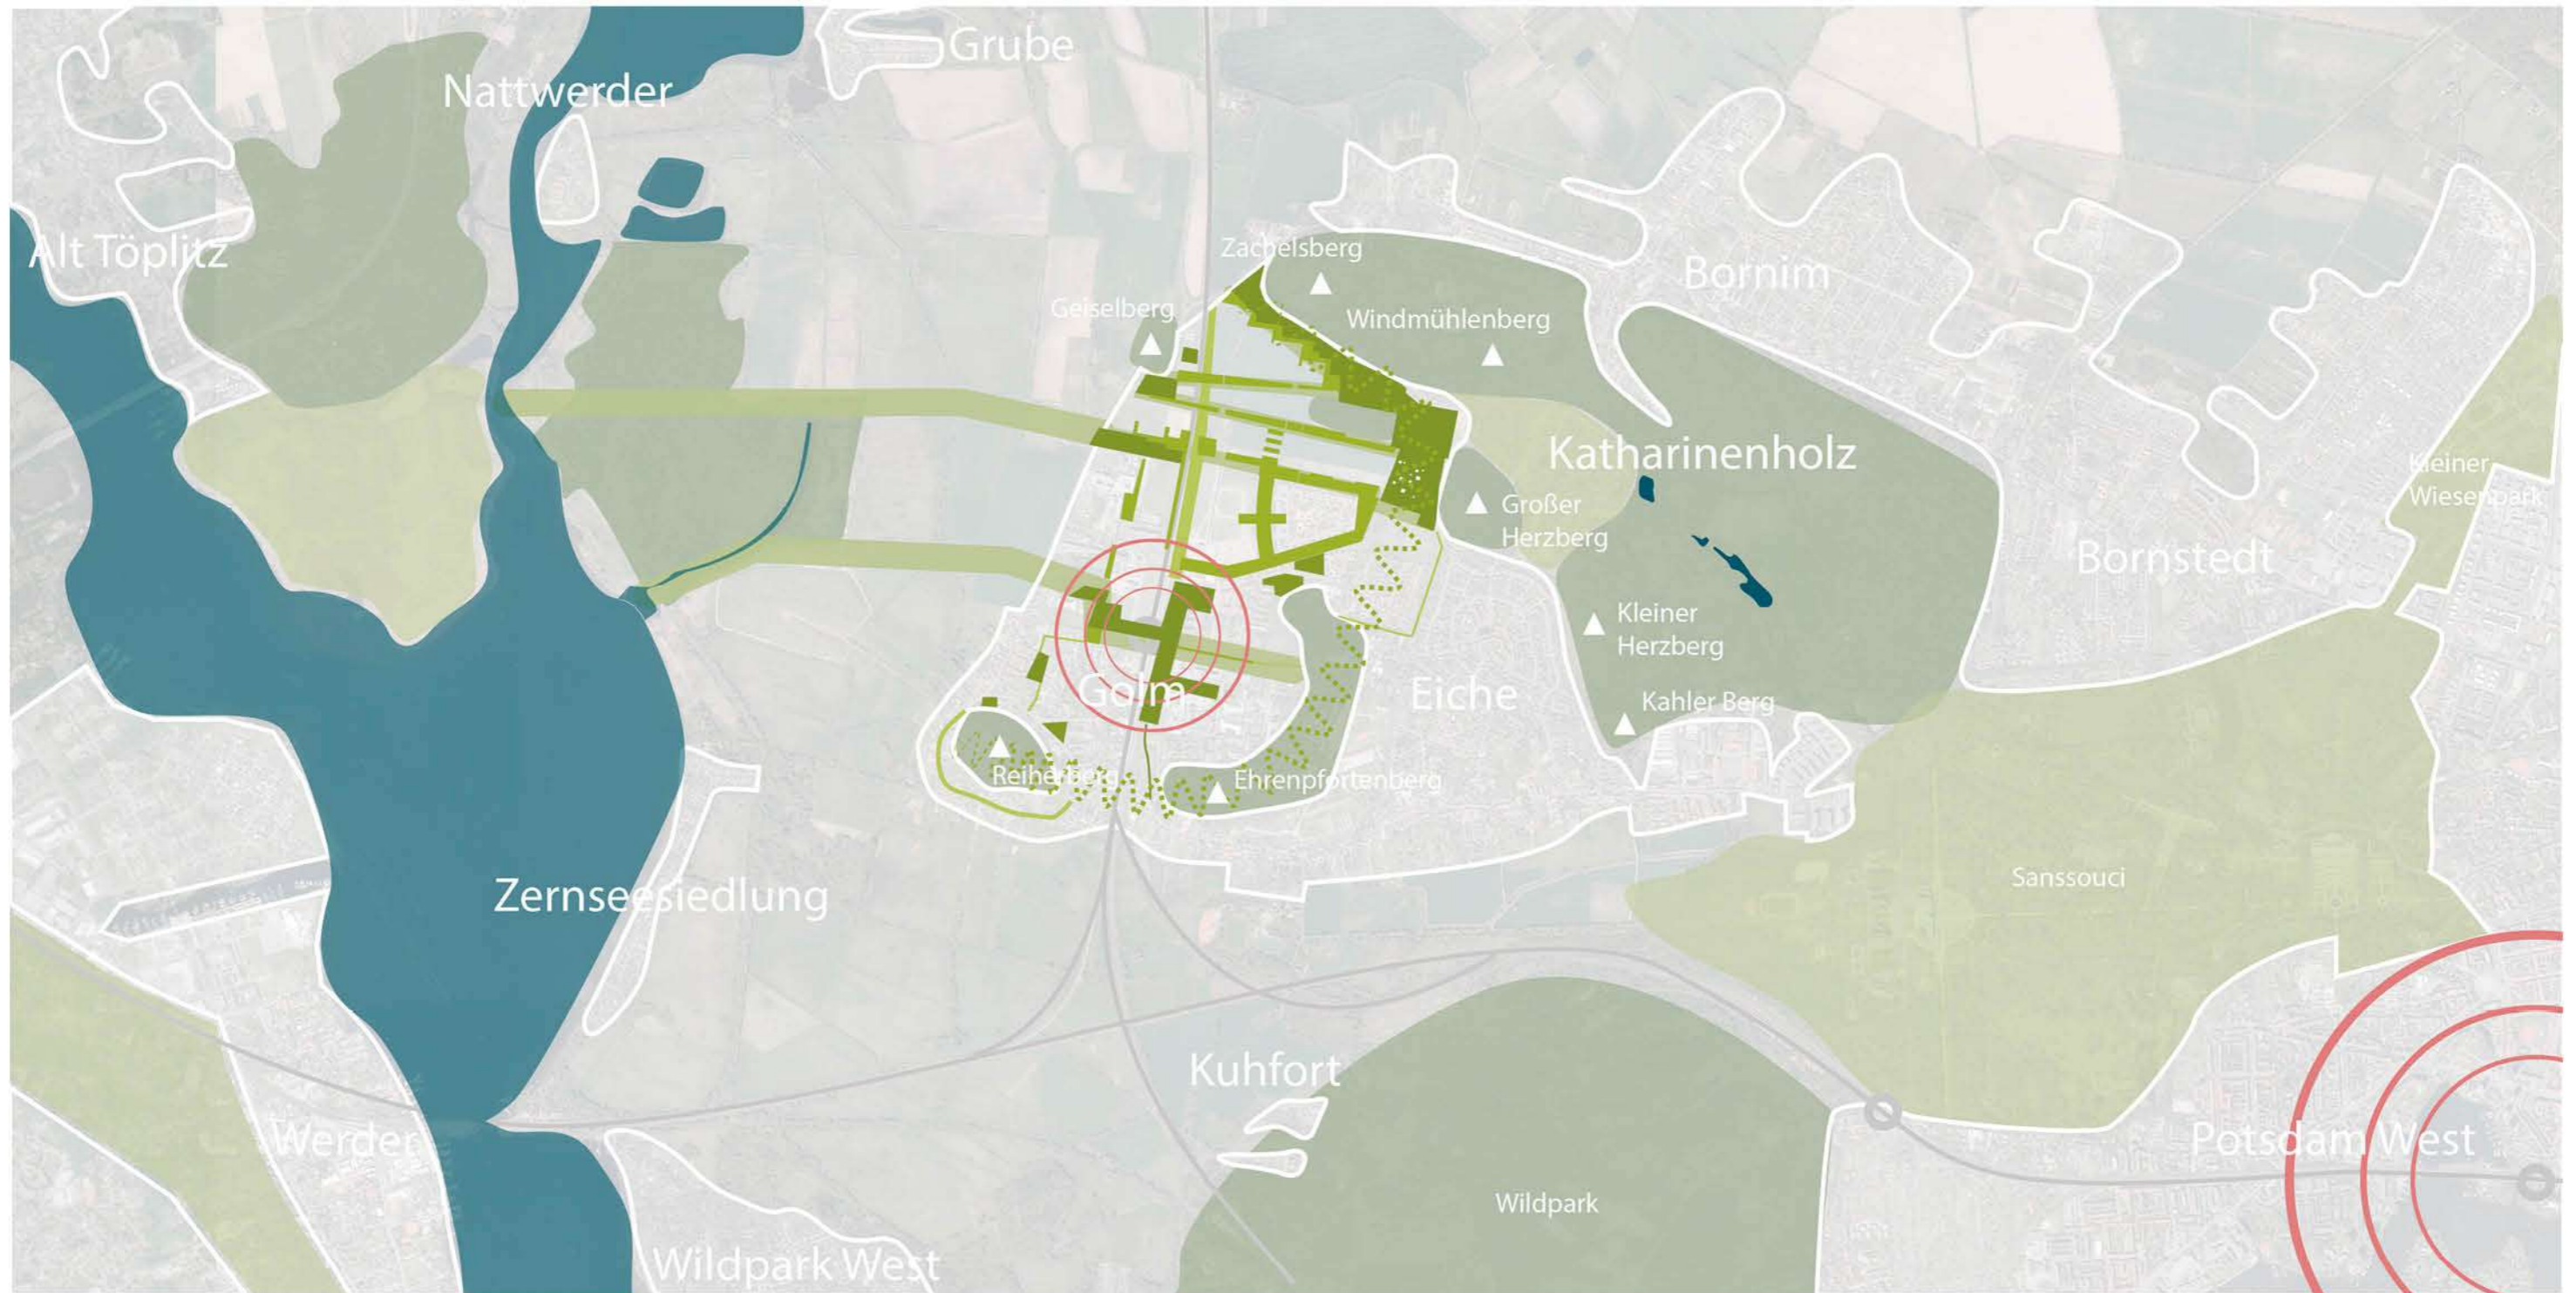 Grube
Nattwerder
Alt Töplitz
Zachelsberg
Bornim
Geiselberg
Windmühlenberg
Katharinenholz
Kleiner
Wiesenpark
Großer
Herzberg
Bornstedt
Kleiner
Herzberg
Golm
Eiche
Kahler Berg
Reiherberg
Ehrenpfortenberg
Sanssouci
Zernseesiedlung
Kuhfort
Werder
Potsdam West
Wildpark
Wildpark West